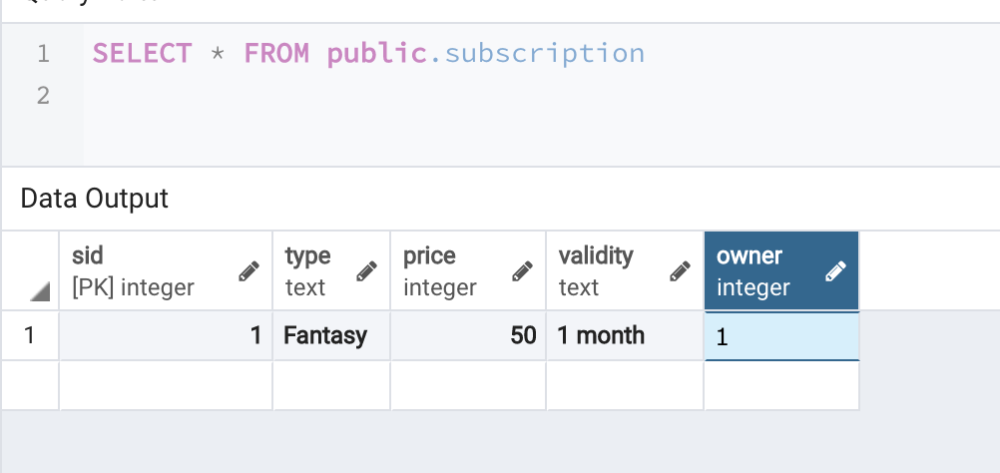 1 SELECT * FROM public.subscription
2
Data Output
sid type price validity owner
[PK] integer text integer text integer
1 1 Fantasy 50 1 month 1